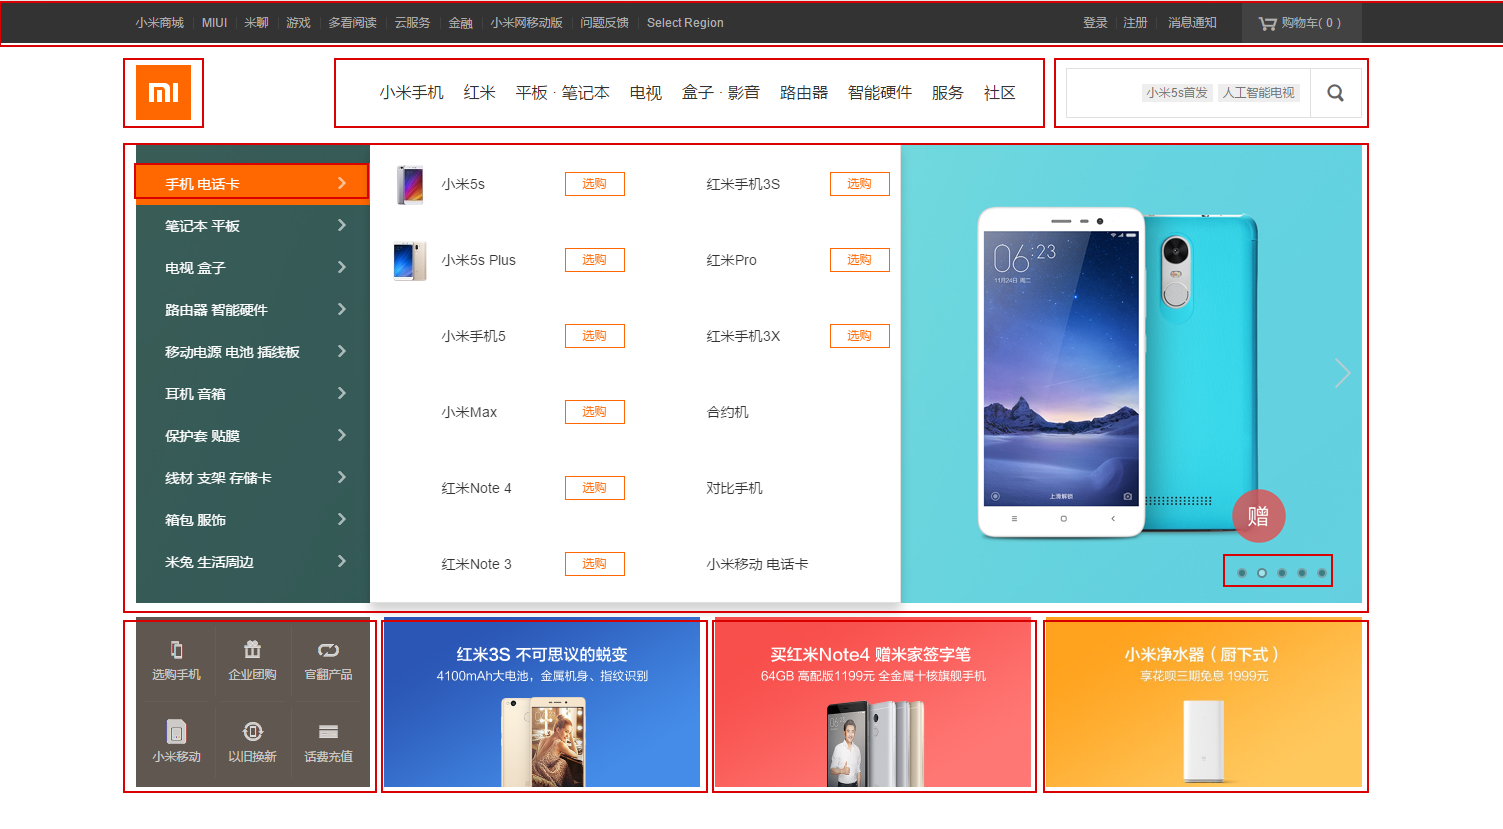 小米商城 MIUI 米聊 游戏 多看阅读 云服务 金融 小米网移动版 问题反馈 Select Region 登录 注册 消息通知 购物车( 0 )
mi 小米手机 红米 平板 · 笔记本 电视 盒子 · 影音 路由器 智能硬件 服务 社区 小米5s首发 人工智能电视
手机 电话卡
笔记本 平板
电视 盒子
路由器 智能硬件
移动电源 电池 插线板
耳机 音箱
保护套 贴膜
线材 支架 存储卡
箱包 服饰
米兔 生活周边
小米5s 选购 红米手机3S 选购
小米5s Plus 选购 红米Pro 选购
小米手机5 选购 红米手机3X 选购
小米Max 选购 合约机
红米Note 4 选购 对比手机
红米Note 3 选购 小米移动 电话卡
06:23
11月24日 周二
上滑解锁
赠
选购手机 企业团购 官翻产品
小米移动 以旧换新 话费充值
红米3S 不可思议的蜕变
4100mAh大电池，金属机身、指纹识别
买红米Note4 赠米家签字笔
64GB 高配版1199元 全金属十核旗舰手机
小米净水器（厨下式）
享花呗三期免息 1999元